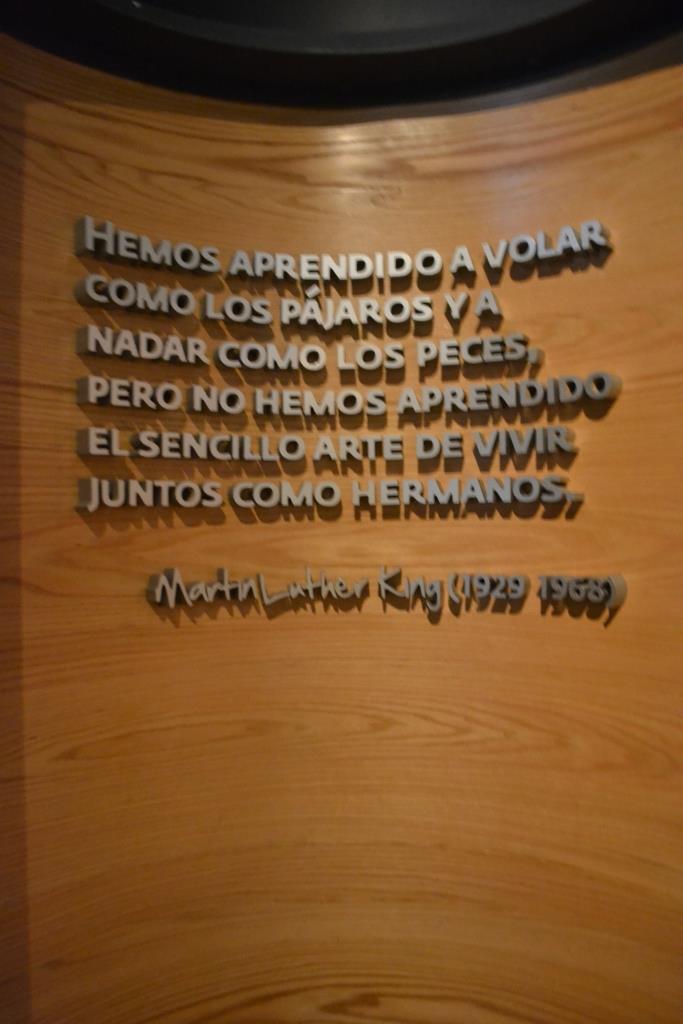 HEMOS APRENDIDO A VOLAR
COMO LOS PÁJAROS Y A
NADAR COMO LOS PECES,
PERO NO HEMOS APRENDIDO
EL SENCILLO ARTE DE VIVIR
JUNTOS COMO HERMANOS.
Martin Luther King (1929 1968)